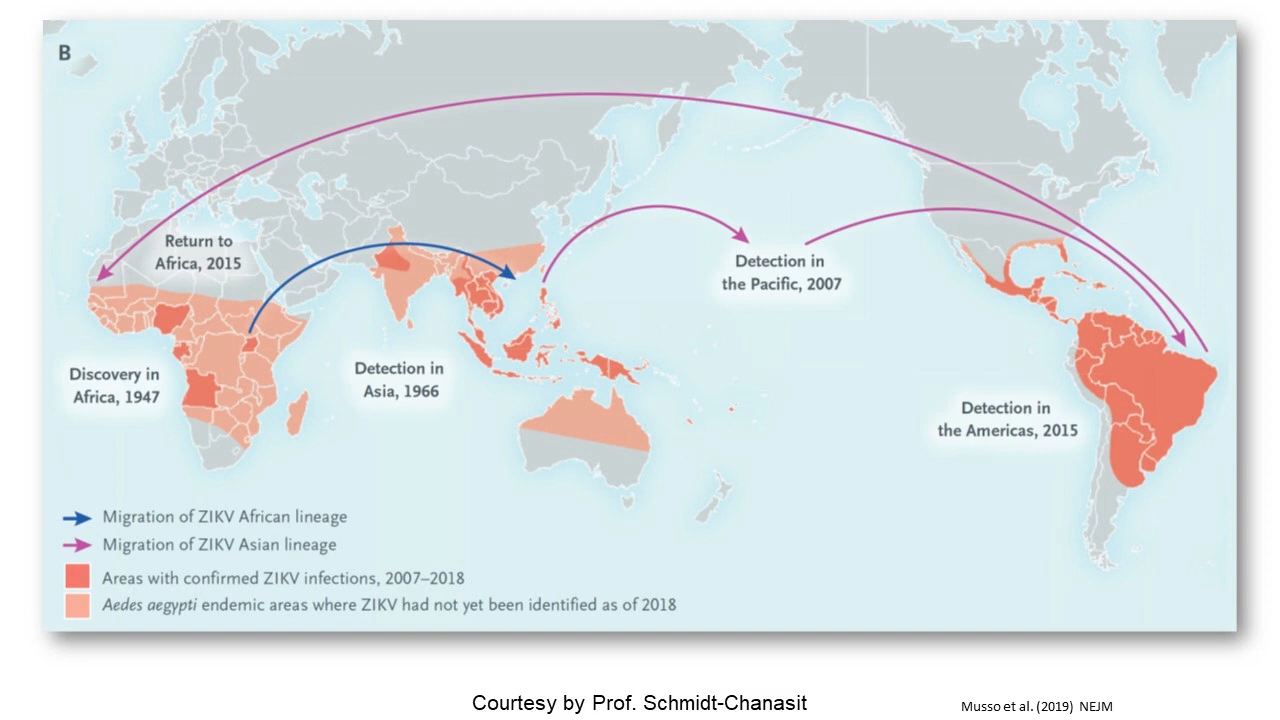 B
Return to
Africa, 2015
Detection in
the Pacific, 2007
Discovery in
Africa, 1947
Detection in
Asia, 1966
Detection in
the Americas, 2015
Migration of ZIKV African lineage
Migration of ZIKV Asian lineage
Areas with confirmed ZIKV infections, 2007–2018
Aedes aegypti endemic areas where ZIKV had not yet been identified as of 2018
Courtesy by Prof. Schmidt-Chanasit
Musso et al. (2019) NEJM